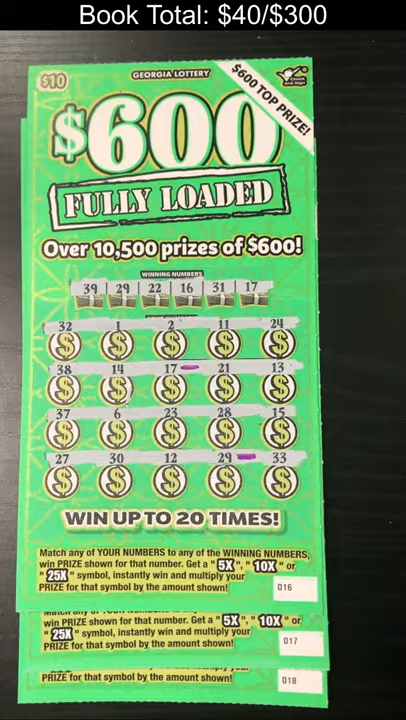 Book Total: $40/$300
$10
GEORGIA LOTTERY
$600 TOP PRIZE!
$600
FULLY LOADED
Over 10,500 prizes of $600!
WINNING NUMBERS
39 29 22 16 31 17
32 1 2 11 24
38 14 17 21 13
37 6 23 28 15
27 30 12 29 33
WIN UP TO 20 TIMES!
Match any of YOUR NUMBERS to any of the WINNING NUMBERS,
win PRIZE shown for that number. Get a "5X", "10X" or
"25X" symbol, instantly win and multiply your
PRIZE for that symbol by the amount shown!
016
win PRIZE shown for that number. Get a "5X", "10X" or
"25X" symbol, instantly win and multiply your
PRIZE for that symbol by the amount shown!
017
PRIZE for that symbol by the amount shown!
018